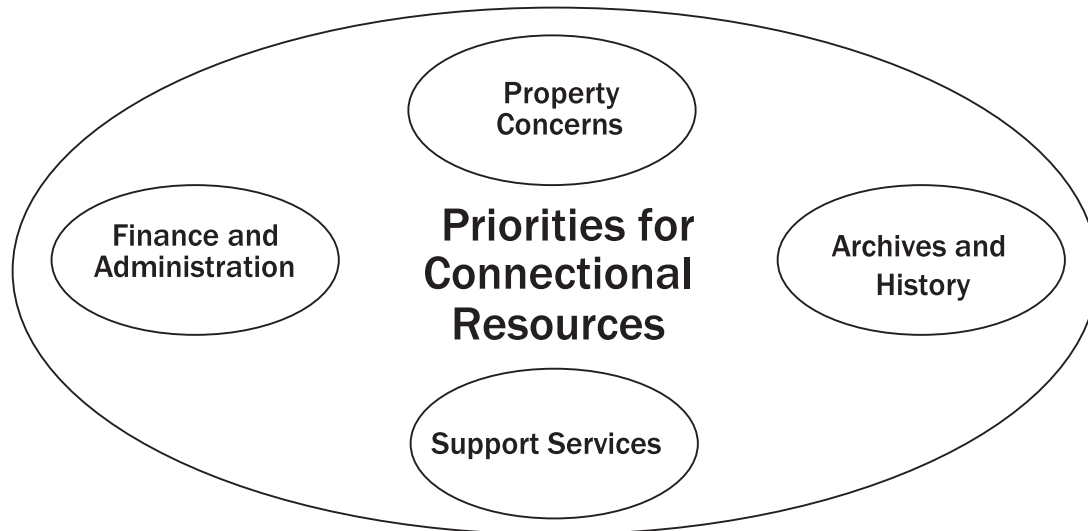 Property
Concerns
Finance and
Administration
Priorities for
Connectional
Resources
Archives and
History
Support Services